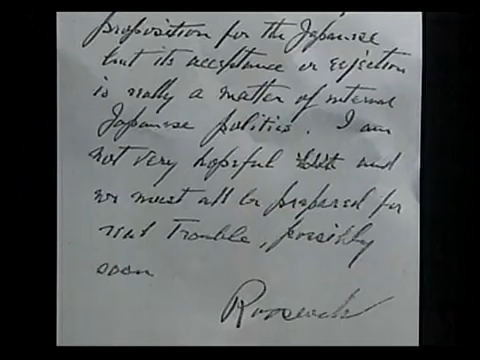 proposition for the Japanese
but its acceptance or rejection
is really a matter of internal
Japanese politics. I am
not very hopeful and
we must all be prepared for
real trouble, possibly
soon
Roosevelt